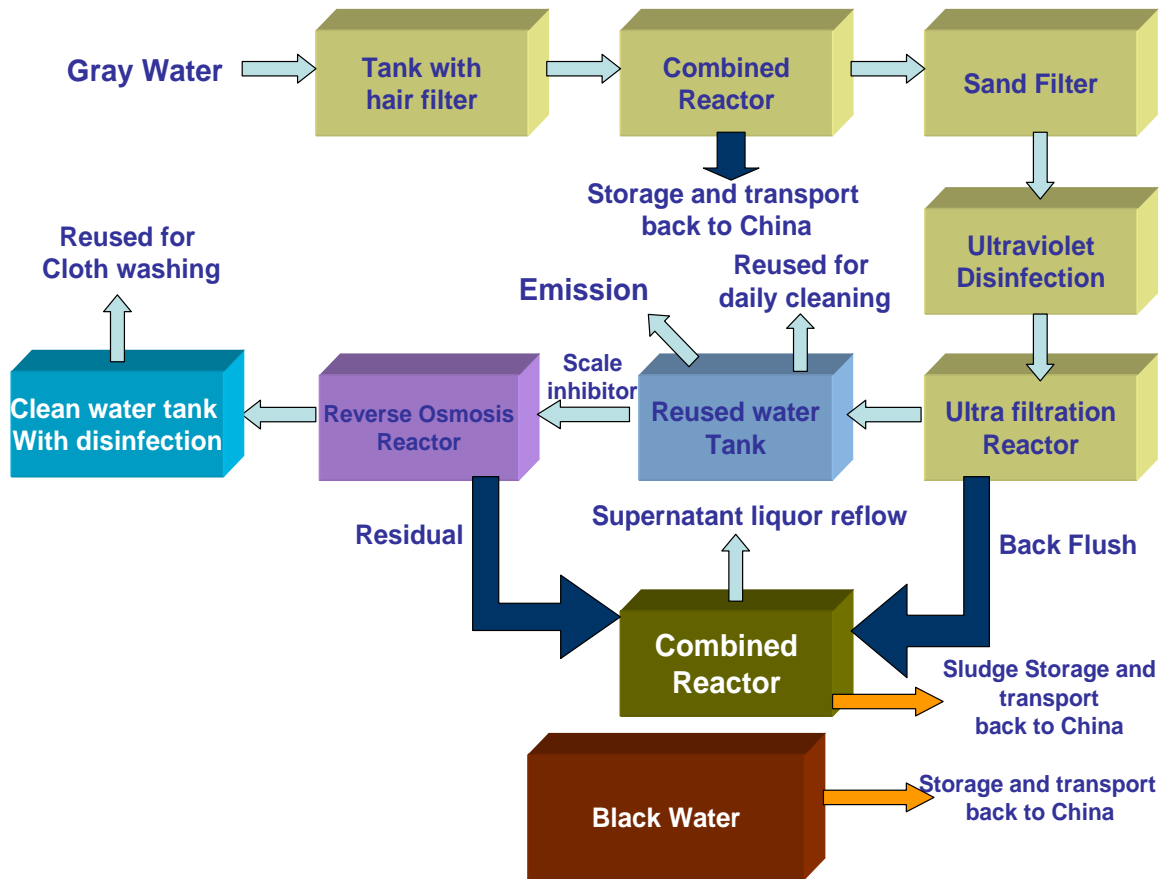 Gray Water
Tank with
hair filter
Combined
Reactor
Sand Filter
Storage and transport
back to China
Ultraviolet
Disinfection
Reused for
Cloth washing
Emission
Reused for
daily cleaning
Clean water tank
With disinfection
Reverse Osmosis
Reactor
Scale
inhibitor
Reused water
Tank
Ultra filtration
Reactor
Residual
Supernatant liquor reflow
Back Flush
Combined
Reactor
Sludge Storage and
transport
back to China
Black Water
Storage and transport
back to China